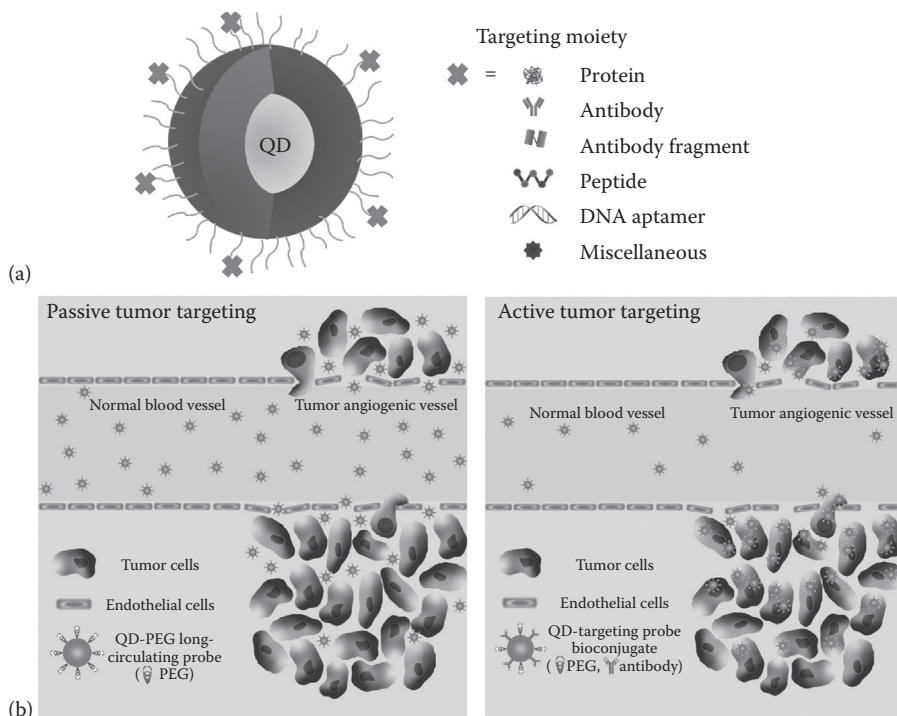 Targeting moiety
= Protein
Antibody
QD
Antibody fragment
Peptide
DNA aptamer
Miscellaneous
(a)
Passive tumor targeting
Normal blood vessel
Tumor angiogenic vessel
Tumor cells
Endothelial cells
QD-PEG long-
circulating probe
( PEG)
Active tumor targeting
Normal blood vessel
Tumor angiogenic vessel
Tumor cells
Endothelial cells
QD-targeting probe
bioconjugate
( PEG, antibody)
(b)